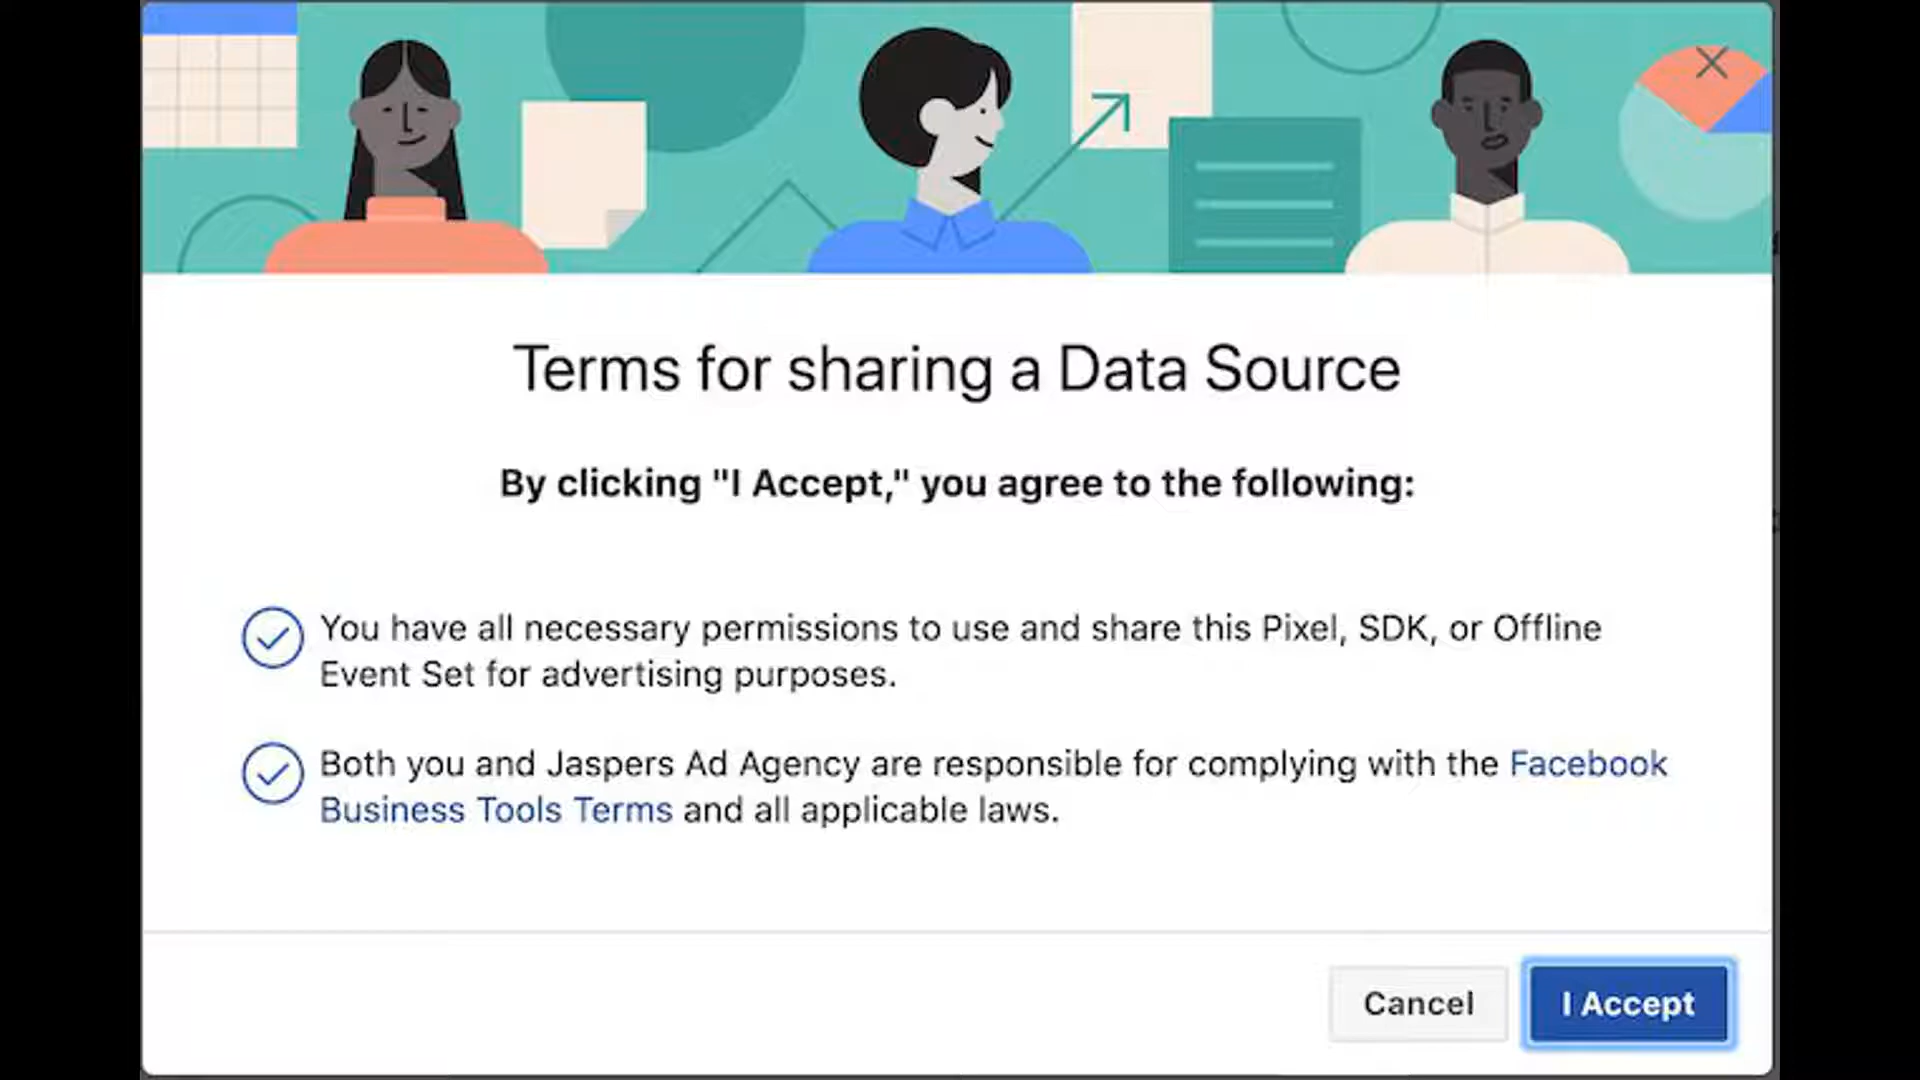 Terms for sharing a Data Source
By clicking "I Accept," you agree to the following:
You have all necessary permissions to use and share this Pixel, SDK, or Offline
Event Set for advertising purposes.
Both you and Jaspers Ad Agency are responsible for complying with the Facebook
Business Tools Terms and all applicable laws.
Cancel
I Accept